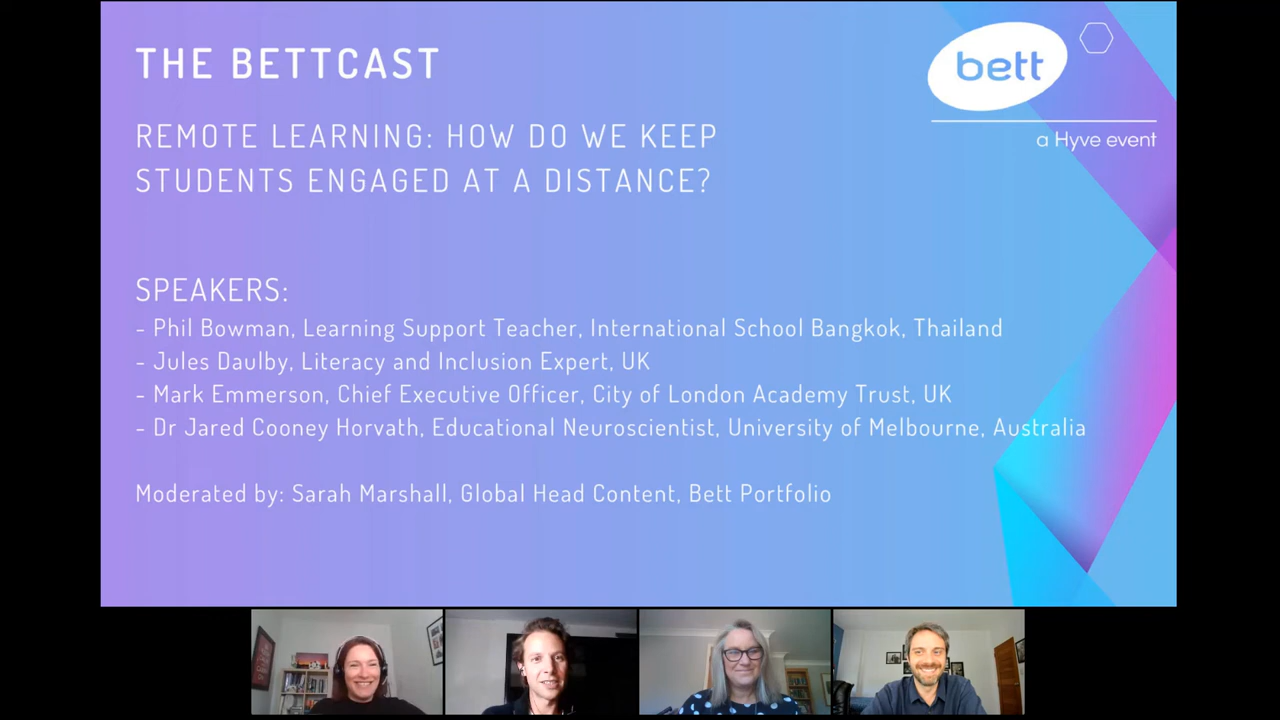 THE BETTCAST
bett
a Hyve event
REMOTE LEARNING: HOW DO WE KEEP
STUDENTS ENGAGED AT A DISTANCE?
SPEAKERS:
- Phil Bowman, Learning Support Teacher, International School Bangkok, Thailand
- Jules Daulby, Literacy and Inclusion Expert, UK
- Mark Emmerson, Chief Executive Officer, City of London Academy Trust, UK
- Dr Jared Cooney Horvath, Educational Neuroscientist, University of Melbourne, Australia
Moderated by: Sarah Marshall, Global Head Content, Bett Portfolio